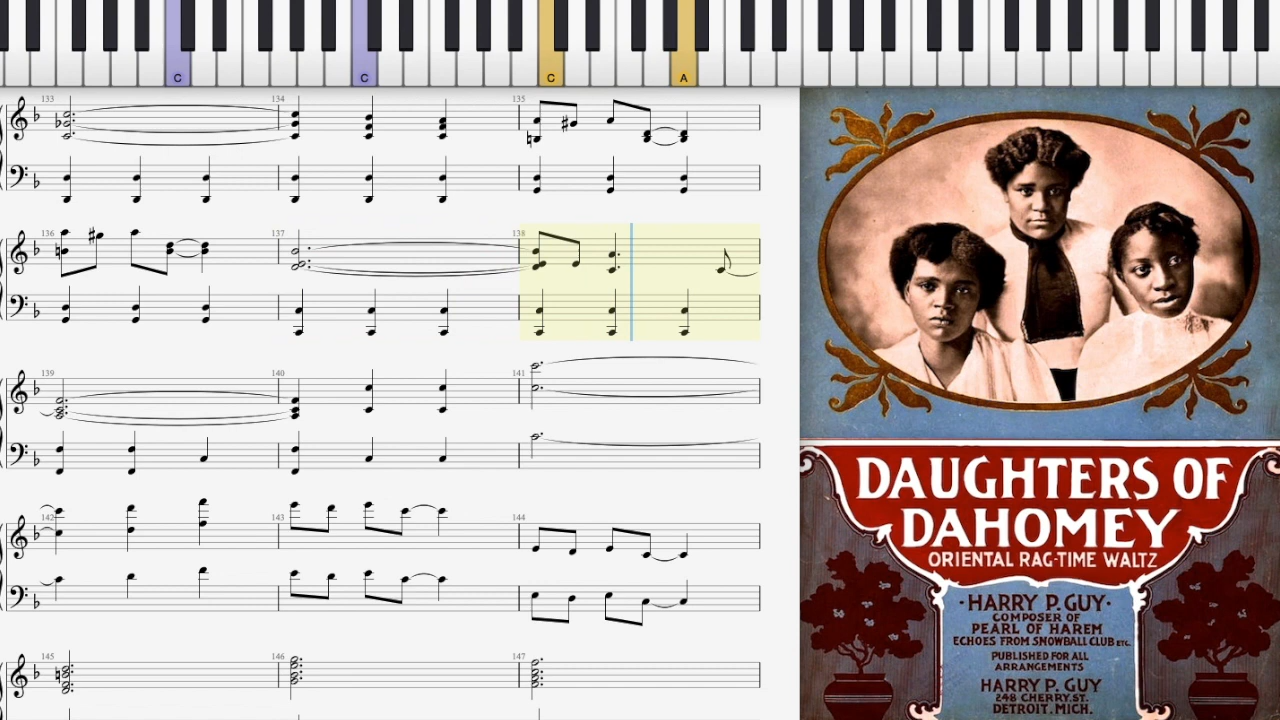 C
C
C
A
133
134
135
136
137
138
139
140
141
142
143
144
145
146
147
DAUGHTERS OF
DAHOMEY
ORIENTAL RAG-TIME WALTZ
·HARRY P. GUY·
COMPOSER OF
PEARL OF HAREM
ECHOES FROM SNOWBALL CLUB ETC.
PUBLISHED FOR ALL
ARRANGEMENTS
HARRY P. GUY
248 CHERRY.ST.
DETROIT. MICH.